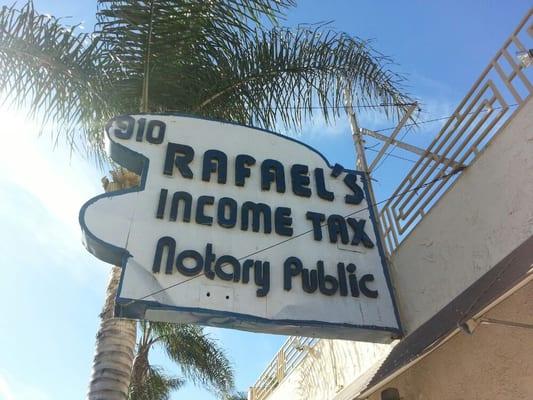 910
RAFAEL'S
INCOME TAX
Notary Public